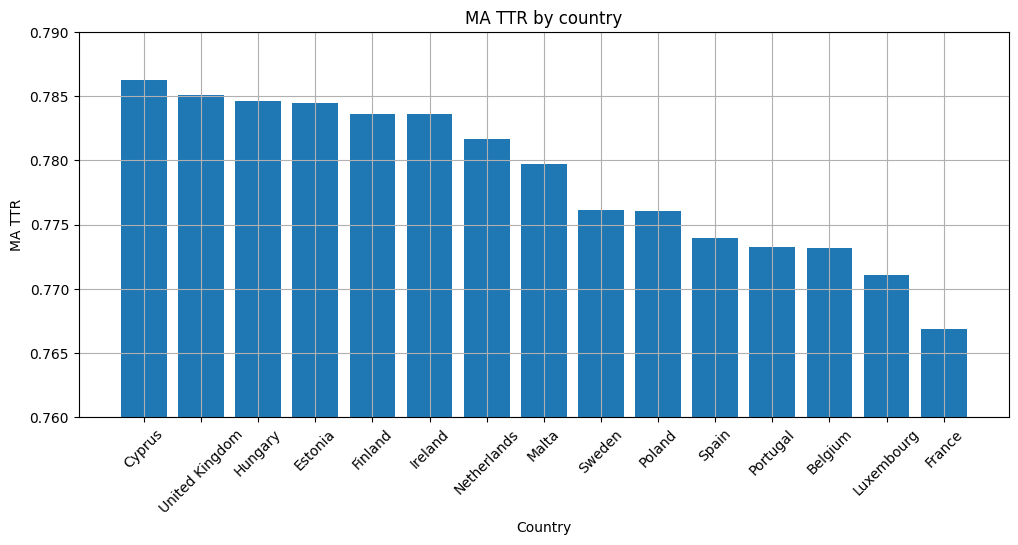 MA TTR by country
MA TTR
0.790
0.785
0.780
0.775
0.770
0.765
0.760
Cyprus
United Kingdom
Hungary
Estonia
Finland
Ireland
Netherlands
Malta
Sweden
Poland
Spain
Portugal
Belgium
Luxembourg
France
Country